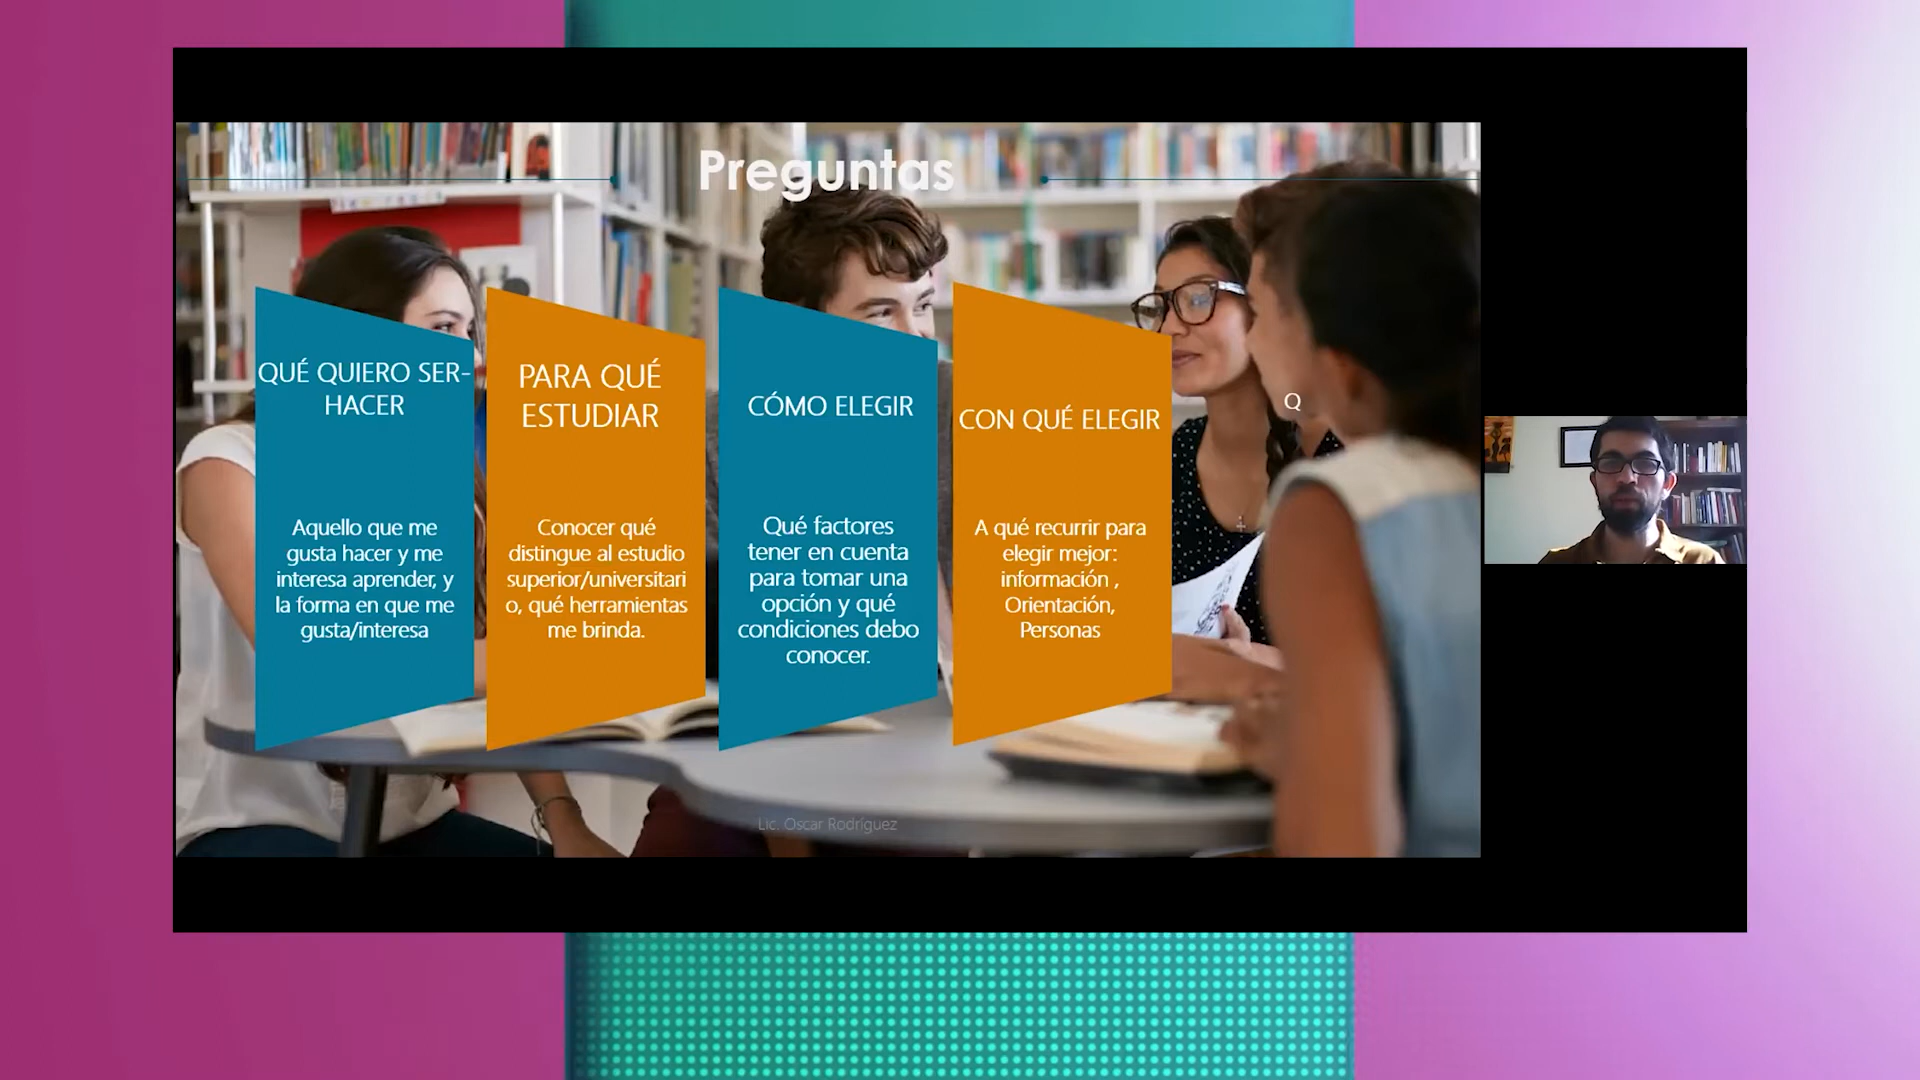 Preguntas
QUÉ QUIERO SER-
HACER
Aquello que me
gusta hacer y me
interesa aprender, y
la forma en que me
gusta/interesa
PARA QUÉ
ESTUDIAR
Conocer qué
distingue al estudio
superior/universitari
o, qué herramientas
me brinda.
CÓMO ELEGIR
Qué factores
tener en cuenta
para tomar una
opción y qué
condiciones debo
conocer.
CON QUÉ ELEGIR
A qué recurrir para
elegir mejor:
información ,
Orientación,
Personas
Q
Lic. Oscar Rodríguez